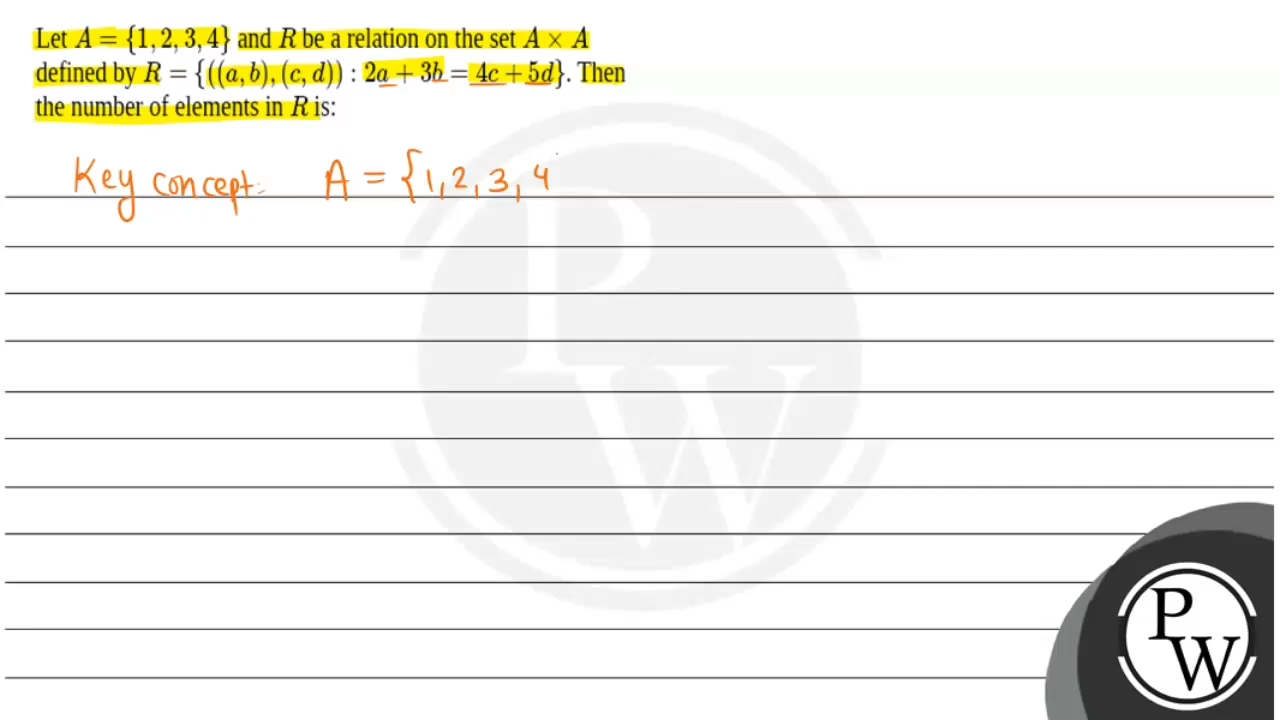 Let A = {1, 2, 3, 4} and R be a relation on the set A × A
defined by R = {((a, b), (c, d)) : 2a + 3b = 4c + 5d}. Then
the number of elements in R is:
Key concept: A = {1, 2, 3, 4
P
W
P
W